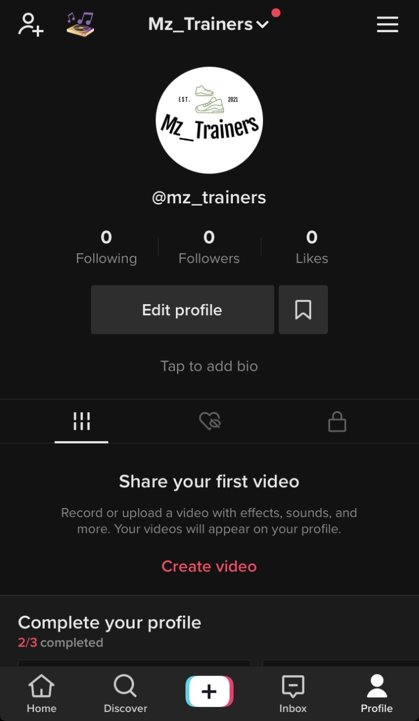 Mz_Trainers
EST. 2021
Mz_Trainers
@mz_trainers
0 0 0
Following Followers Likes
Edit profile
Tap to add bio
Share your first video
Record or upload a video with effects, sounds, and
more. Your videos will appear on your profile.
Create video
Complete your profile
2/3 completed
Home Discover Inbox Profile